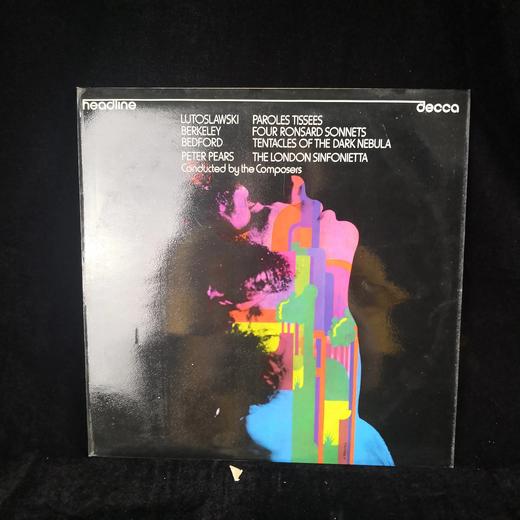 headline decca
LUTOSLAWSKI PAROLES TISSEES
BERKELEY FOUR RONSARD SONNETS
BEDFORD TENTACLES OF THE DARK NEBULA
PETER PEARS THE LONDON SINFONIETTA
Conducted by the Composers